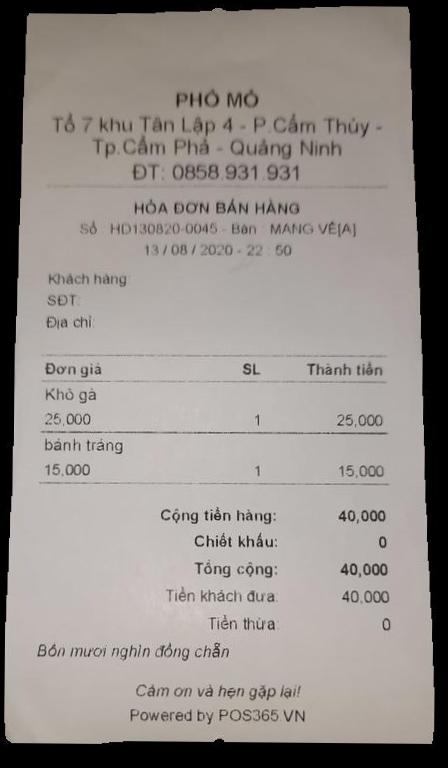 PHÔ MÔ
Tổ 7 khu Tân Lập 4 - P.Cẩm Thủy -
Tp.Cẩm Phả - Quảng Ninh
ĐT: 0858.931.931
HÓA ĐƠN BÁN HÀNG
Số : HD130820-0045 - Bàn : MANG VỀ[A]
13 / 08 / 2020 - 22 : 50
Khách hàng:
SĐT:
Địa chỉ:
Đơn giá SL Thành tiền
Khô gà
25,000 1 25,000
bánh tráng
15,000 1 15,000
Cộng tiền hàng: 40,000
Chiết khấu: 0
Tổng cộng: 40,000
Tiền khách đưa: 40,000
Tiền thừa: 0
Bốn mươi nghìn đồng chẵn
Cảm ơn và hẹn gặp lại!
Powered by POS365.VN